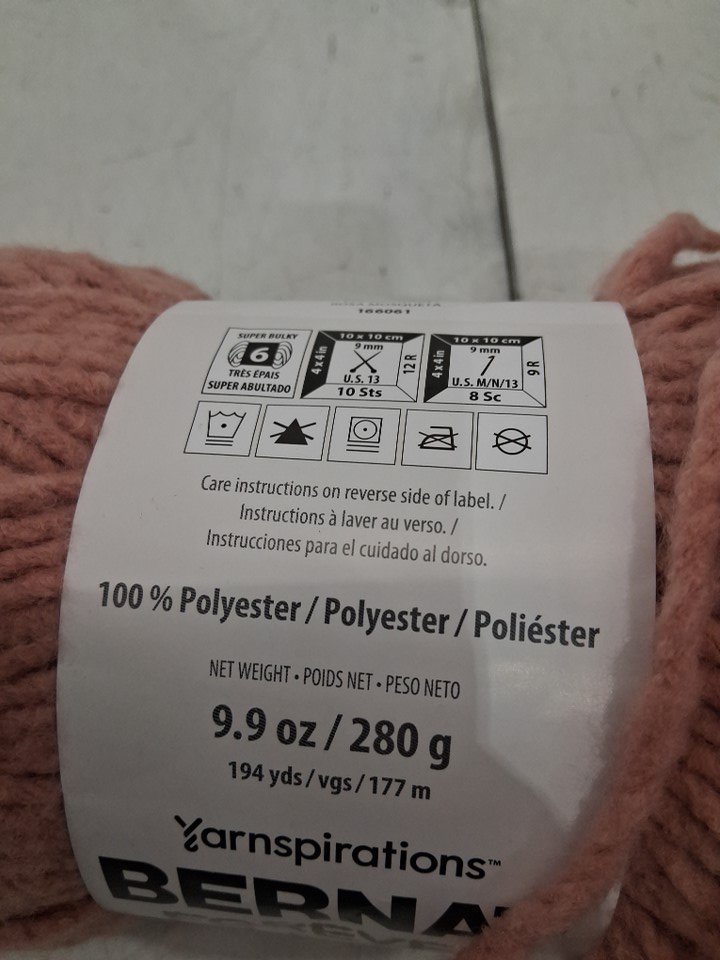 166061
SUPER BULKY
6
TRÈS ÉPAIS
SUPER ABULTADO
10 x 10 cm
4 x 4 in
9 mm
U.S. 13
12 R
10 Sts
10 x 10 cm
4 x 4 in
9 mm
U.S. M/N/13
9 R
8 Sc
Care instructions on reverse side of label. /
Instructions à laver au verso. /
Instrucciones para el cuidado al dorso.
100 % Polyester / Polyester / Poliéster
NET WEIGHT • POIDS NET • PESO NETO
9.9 oz / 280 g
194 yds / vgs / 177 m
Yarnspirations™
BERNA